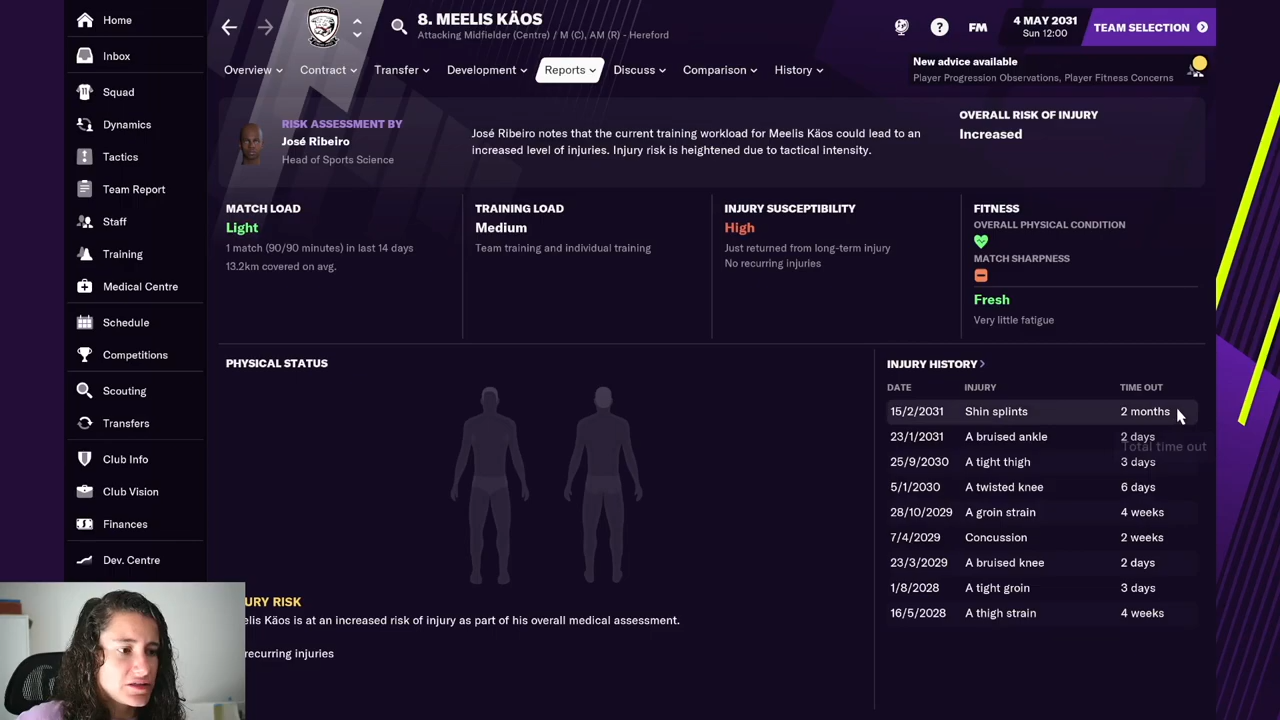 Home
Inbox
Squad
Dynamics
Tactics
Team Report
Staff
Training
Medical Centre
Schedule
Competitions
Scouting
Transfers
Club Info
Club Vision
Finances
Dev. Centre
8. MEELIS KÄOS
Attacking Midfielder (Centre) / M (C), AM (R) - Hereford
? FM
4 MAY 2031
Sun 12:00
TEAM SELECTION
Overview Contract Transfer Development Reports Discuss Comparison History
New advice available
Player Progression Observations, Player Fitness Concerns
RISK ASSESSMENT BY
José Ribeiro
Head of Sports Science
José Ribeiro notes that the current training workload for Meelis Käos could lead to an
increased level of injuries. Injury risk is heightened due to tactical intensity.
OVERALL RISK OF INJURY
Increased
MATCH LOAD
Light
1 match (90/90 minutes) in last 14 days
13.2km covered on avg.
TRAINING LOAD
Medium
Team training and individual training
INJURY SUSCEPTIBILITY
High
Just returned from long-term injury
No recurring injuries
FITNESS
OVERALL PHYSICAL CONDITION
MATCH SHARPNESS
Fresh
Very little fatigue
PHYSICAL STATUS
INJURY HISTORY
DATE INJURY TIME OUT
15/2/2031 Shin splints 2 months
23/1/2031 A bruised ankle 2 days
Total time out
25/9/2030 A tight thigh 3 days
5/1/2030 A twisted knee 6 days
28/10/2029 A groin strain 4 weeks
7/4/2029 Concussion 2 weeks
23/3/2029 A bruised knee 2 days
1/8/2028 A tight groin 3 days
16/5/2028 A thigh strain 4 weeks
URY RISK
elis Käos is at an increased risk of injury as part of his overall medical assessment.
recurring injuries